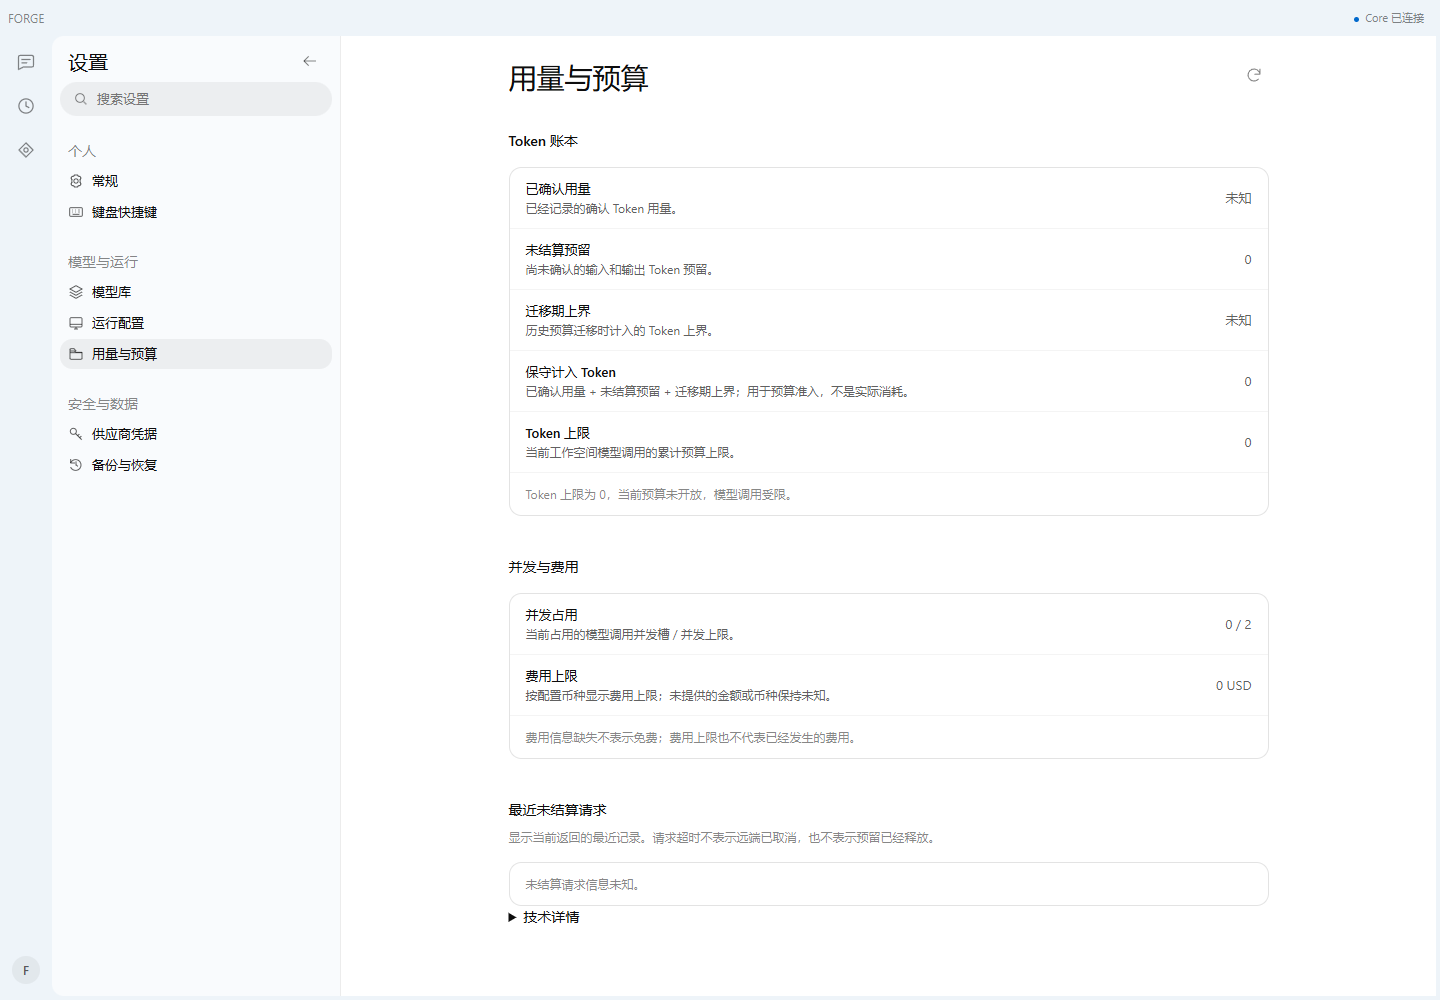 FORGE
Core 已连接
设置
搜索设置
个人
常规
键盘快捷键
模型与运行
模型库
运行配置
用量与预算
安全与数据
供应商凭据
备份与恢复
F
用量与预算
Token 账本
已确认用量
已经记录的确认 Token 用量。
未知
未结算预留
尚未确认的输入和输出 Token 预留。
0
迁移期上界
历史预算迁移时计入的 Token 上界。
未知
保守计入 Token
已确认用量 + 未结算预留 + 迁移期上界；用于预算准入，不是实际消耗。
0
Token 上限
当前工作空间模型调用的累计预算上限。
0
Token 上限为 0，当前预算未开放，模型调用受限。
并发与费用
并发占用
当前占用的模型调用并发槽 / 并发上限。
0 / 2
费用上限
按配置币种显示费用上限；未提供的金额或币种保持未知。
0 USD
费用信息缺失不表示免费；费用上限也不代表已经发生的费用。
最近未结算请求
显示当前返回的最近记录。请求超时不表示远端已取消，也不表示预留已经释放。
未结算请求信息未知。
技术详情